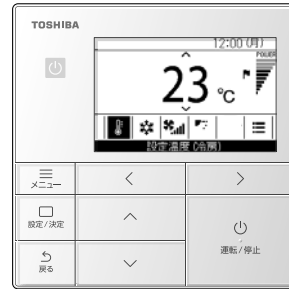 TOSHIBA
12:00 (月)
POWER
23 ℃
設定温度 (冷房)
メニュー
設定/決定
戻る
運転/停止